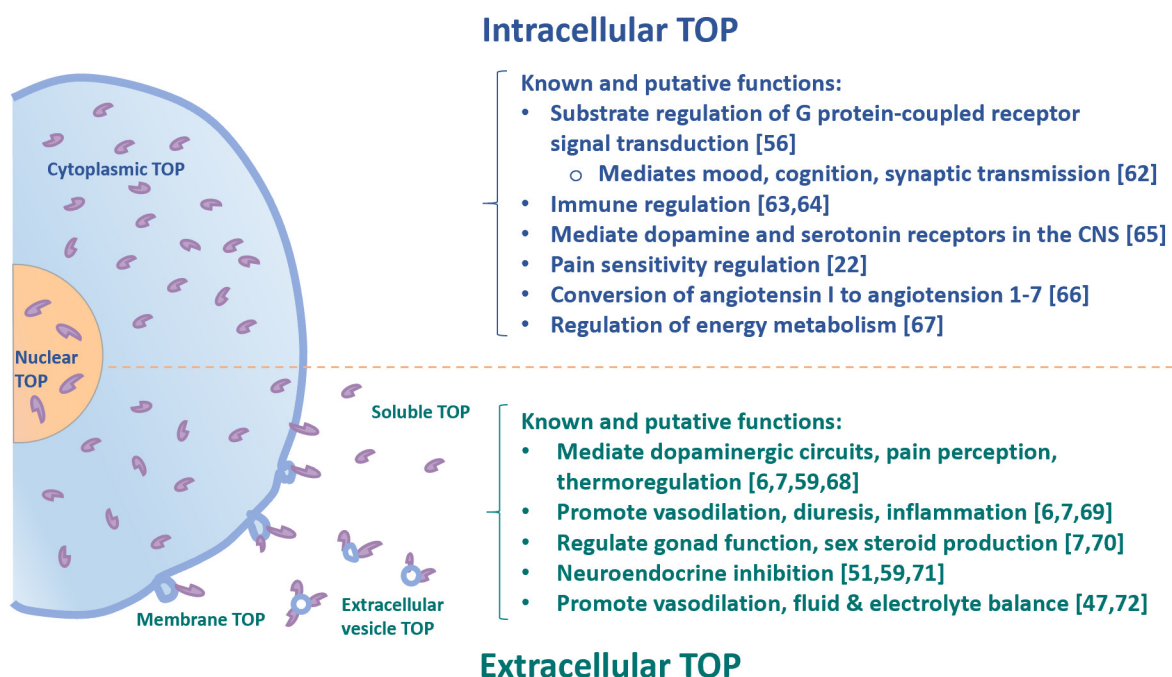 Intracellular TOP
Known and putative functions:
• Substrate regulation of G protein-coupled receptor
signal transduction [56]
o Mediates mood, cognition, synaptic transmission [62]
• Immune regulation [63,64]
• Mediate dopamine and serotonin receptors in the CNS [65]
• Pain sensitivity regulation [22]
• Conversion of angiotensin I to angiotension 1-7 [66]
• Regulation of energy metabolism [67]
Cytoplasmic TOP
Nuclear
TOP
Soluble TOP
Membrane TOP
Extracellular
vesicle TOP
Known and putative functions:
• Mediate dopaminergic circuits, pain perception,
thermoregulation [6,7,59,68]
• Promote vasodilation, diuresis, inflammation [6,7,69]
• Regulate gonad function, sex steroid production [7,70]
• Neuroendocrine inhibition [51,59,71]
• Promote vasodilation, fluid & electrolyte balance [47,72]
Extracellular TOP